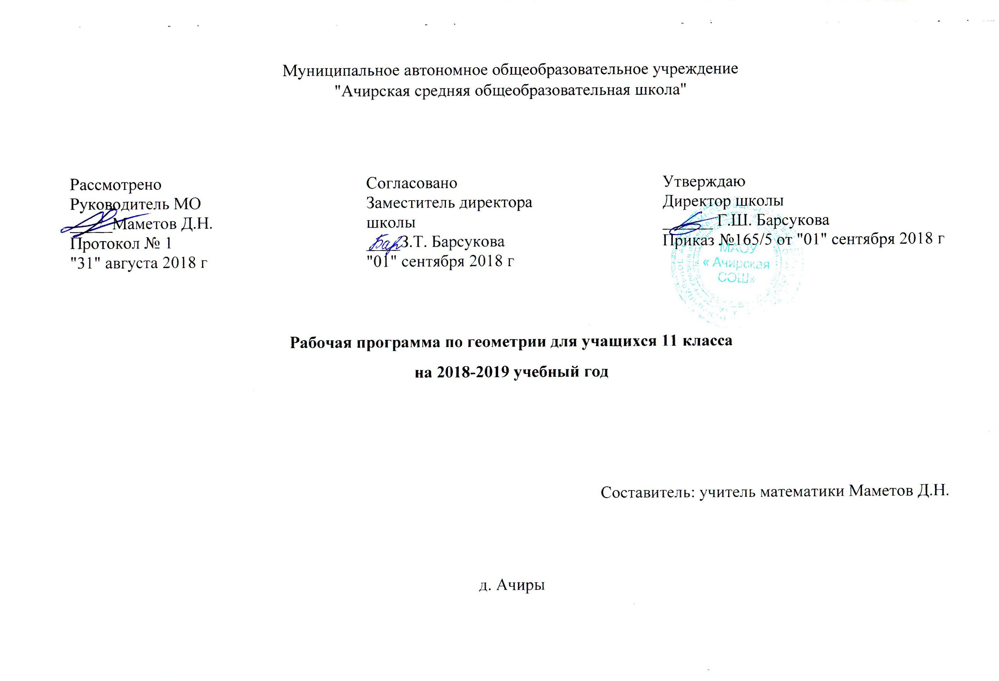 Муниципальное автономное общеобразовательное учреждение
"Ачирская средняя общеобразовательная школа"
Рассмотрено
Руководитель МО
_____Маметов Д.Н.
Протокол № 1
"31" августа 2018 г
Согласовано
Заместитель директора
школы
____З.Т. Барсукова
"01" сентября 2018 г
Утверждаю
Директор школы
______ Г.Ш. Барсукова
Приказ №165/5 от "01" сентября 2018 г
МАОУ
« Ачирская
СОШ»
Рабочая программа по геометрии для учащихся 11 класса
на 2018-2019 учебный год
Составитель: учитель математики Маметов Д.Н.
д. Ачиры